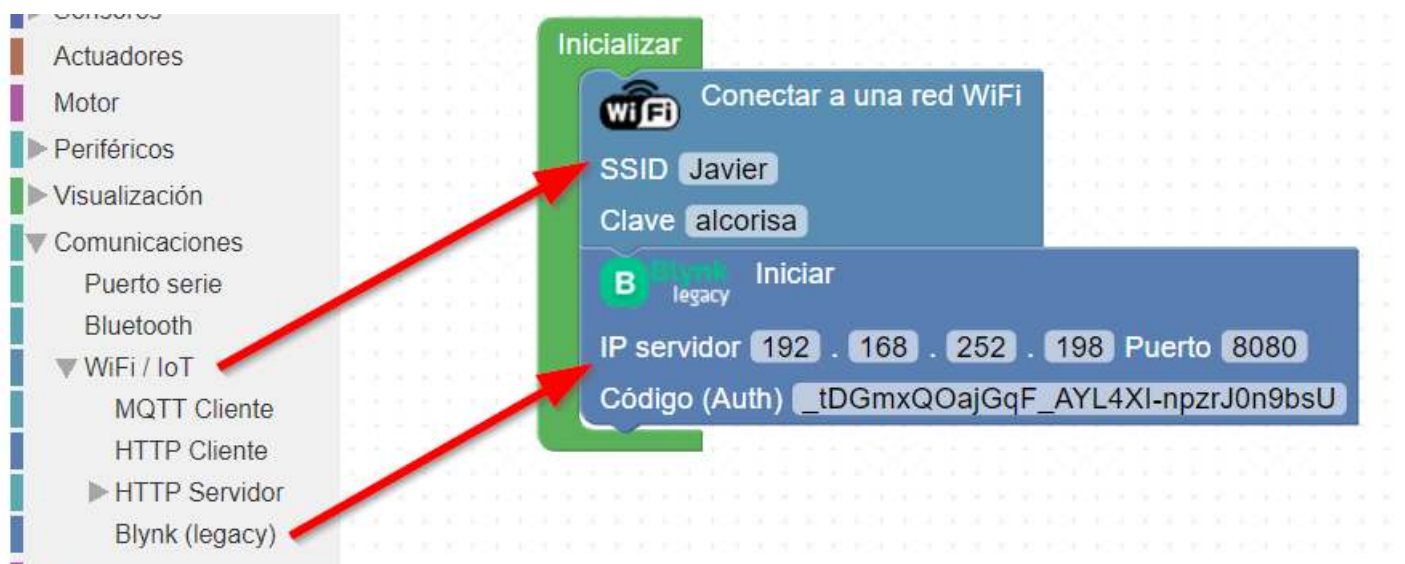 Sensores
Actuadores
Motor
Periféricos
Visualización
Comunicaciones
Puerto serie
Bluetooth
WiFi / IoT
MQTT Cliente
HTTP Cliente
HTTP Servidor
Blynk (legacy)
Inicializar
WiFi Conectar a una red WiFi
SSID Javier
Clave alcorisa
B Blynk legacy Iniciar
IP servidor 192 . 168 . 252 . 198 Puerto 8080
Código (Auth) _tDGmxQOajGqF_AYL4XI-npzrJ0n9bsU